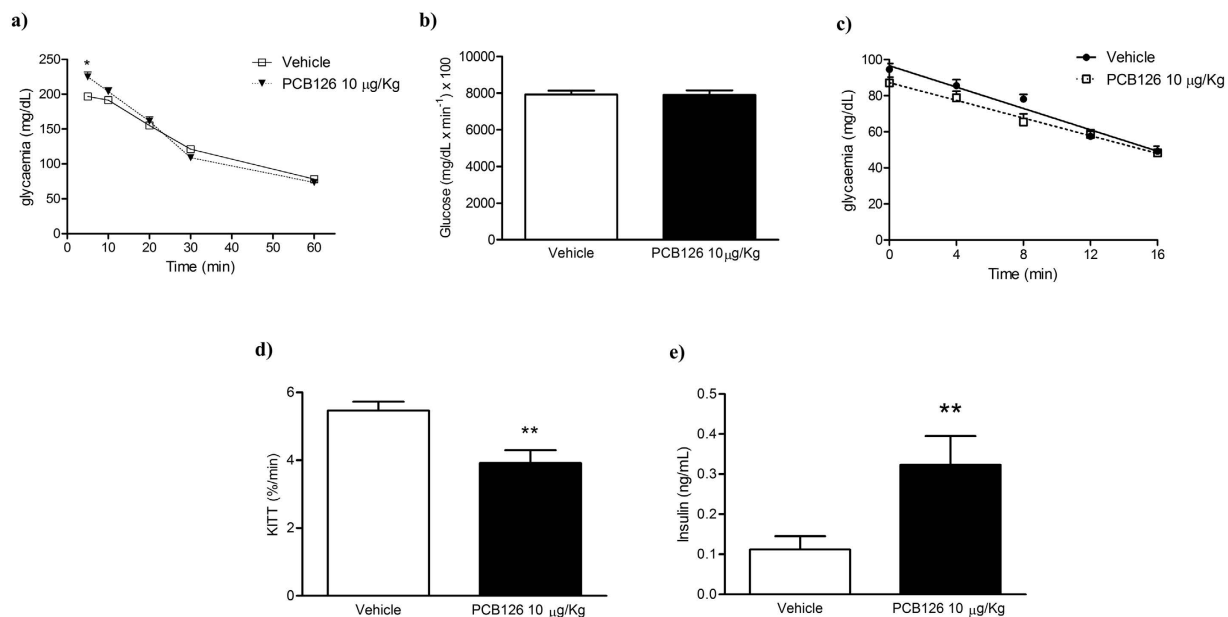 a)
*
Vehicle
PCB126 10 µg/Kg
250
200
150
100
50
0
glycaemia (mg/dL)
0 10 20 30 40 50 60
Time (min)
b)
10000
8000
6000
4000
2000
0
Glucose (mg/dL x min⁻¹) x 100
Vehicle
PCB126 10µg/Kg
c)
Vehicle
PCB126 10 µg/Kg
100
80
60
40
20
0
glycaemia (mg/dL)
0 4 8 12 16
Time (min)
d)
**
6
4
2
0
KITT (%/min)
Vehicle
PCB126 10 µg/Kg
e)
**
0.5
0.4
0.3
0.2
0.1
0.0
Insulin (ng/mL)
Vehicle
PCB126 10 µg/Kg